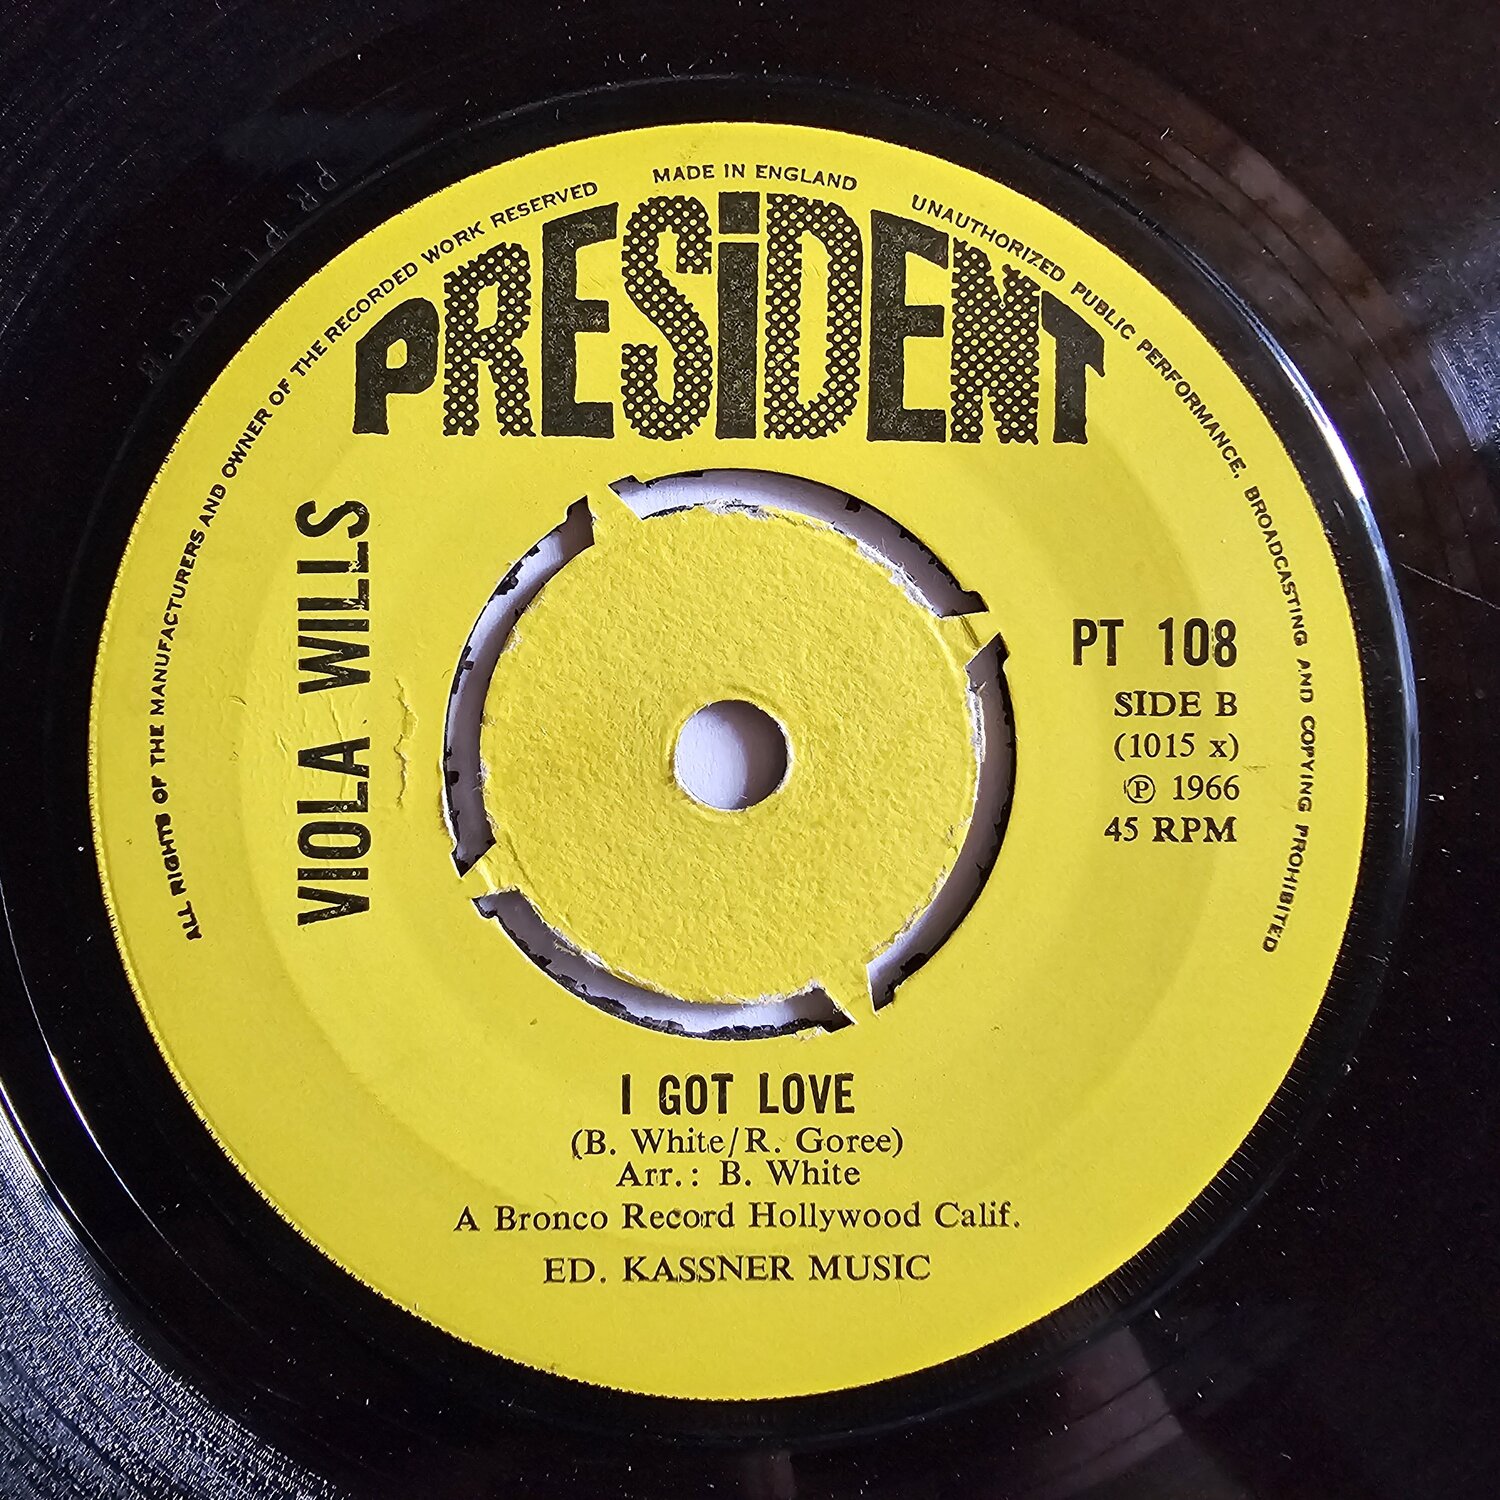 ALL RIGHTS OF THE MANUFACTURERS AND OWNER OF THE RECORDED WORK RESERVED
MADE IN ENGLAND
UNAUTHORIZED PUBLIC PERFORMANCE, BROADCASTING AND COPYING PROHIBITED
PRESiDENT
VIOLA WILLS
PT 108
SIDE B
(1015 x)
Ⓟ 1966
45 RPM
I GOT LOVE
(B. White/R. Goree)
Arr.: B. White
A Bronco Record Hollywood Calif.
ED. KASSNER MUSIC